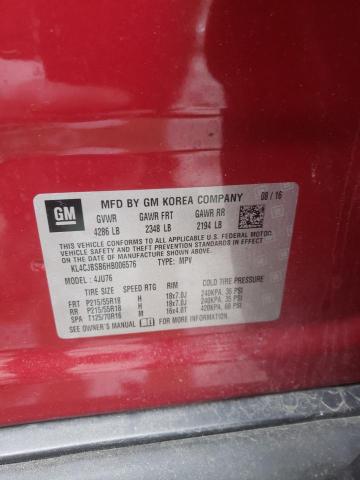 GM
MFD BY GM KOREA COMPANY 08/16
GVWR GAWR FRT GAWR RR
4286 LB 2348 LB 2194 LB
THIS VEHICLE CONFORMS TO ALL APPLICABLE U.S. FEDERAL MOTOR
VEHICLE SAFETY, BUMPER, AND THEFT PREVENTION STANDARDS IN
EFFECT ON THE DATE OF MANUFACTURE SHOWN ABOVE.
KL4CJBSB6HB006576 TYPE: MPV
MODEL: 4JU76
TIRE SIZE SPEED RTG RIM COLD TIRE PRESSURE
FRT P215/55R18 H 18x7.0J 240KPA, 35 PSI
RR P215/55R18 H 18x7.0J 240KPA, 35 PSI
SPA T125/70R16 M 16x4.0T 420KPA, 60 PSI
SEE OWNER'S MANUAL FOR ADDITIONAL INFORMATION.